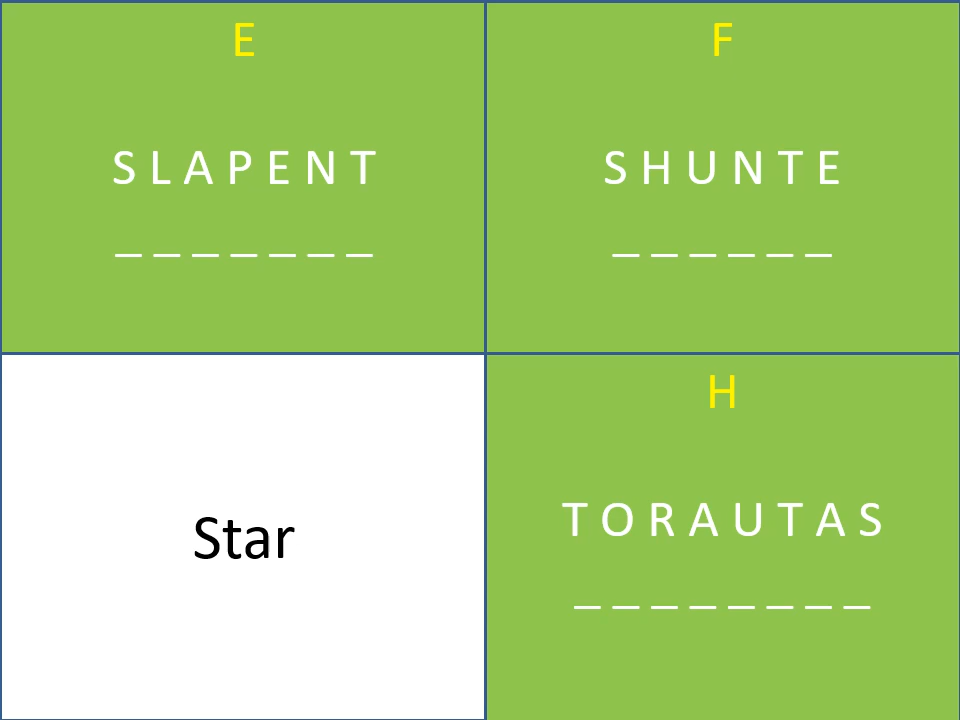 E
S L A P E N T
_ _ _ _ _ _ _
F
S H U N T E
_ _ _ _ _ _
Star
H
T O R A U T A S
_ _ _ _ _ _ _ _